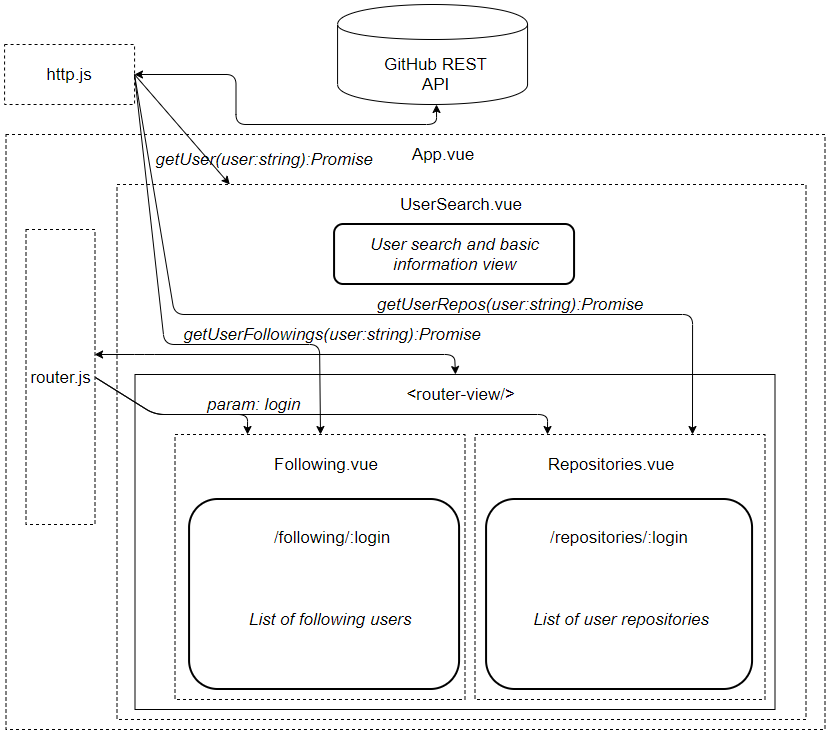 GitHub REST
API
http.js
App.vue
getUser(user:string):Promise
UserSearch.vue
User search and basic
information view
getUserRepos(user:string):Promise
getUserFollowings(user:string):Promise
router.js
<router-view/>
param: login
Following.vue
Repositories.vue
/following/:login
/repositories/:login
List of following users
List of user repositories